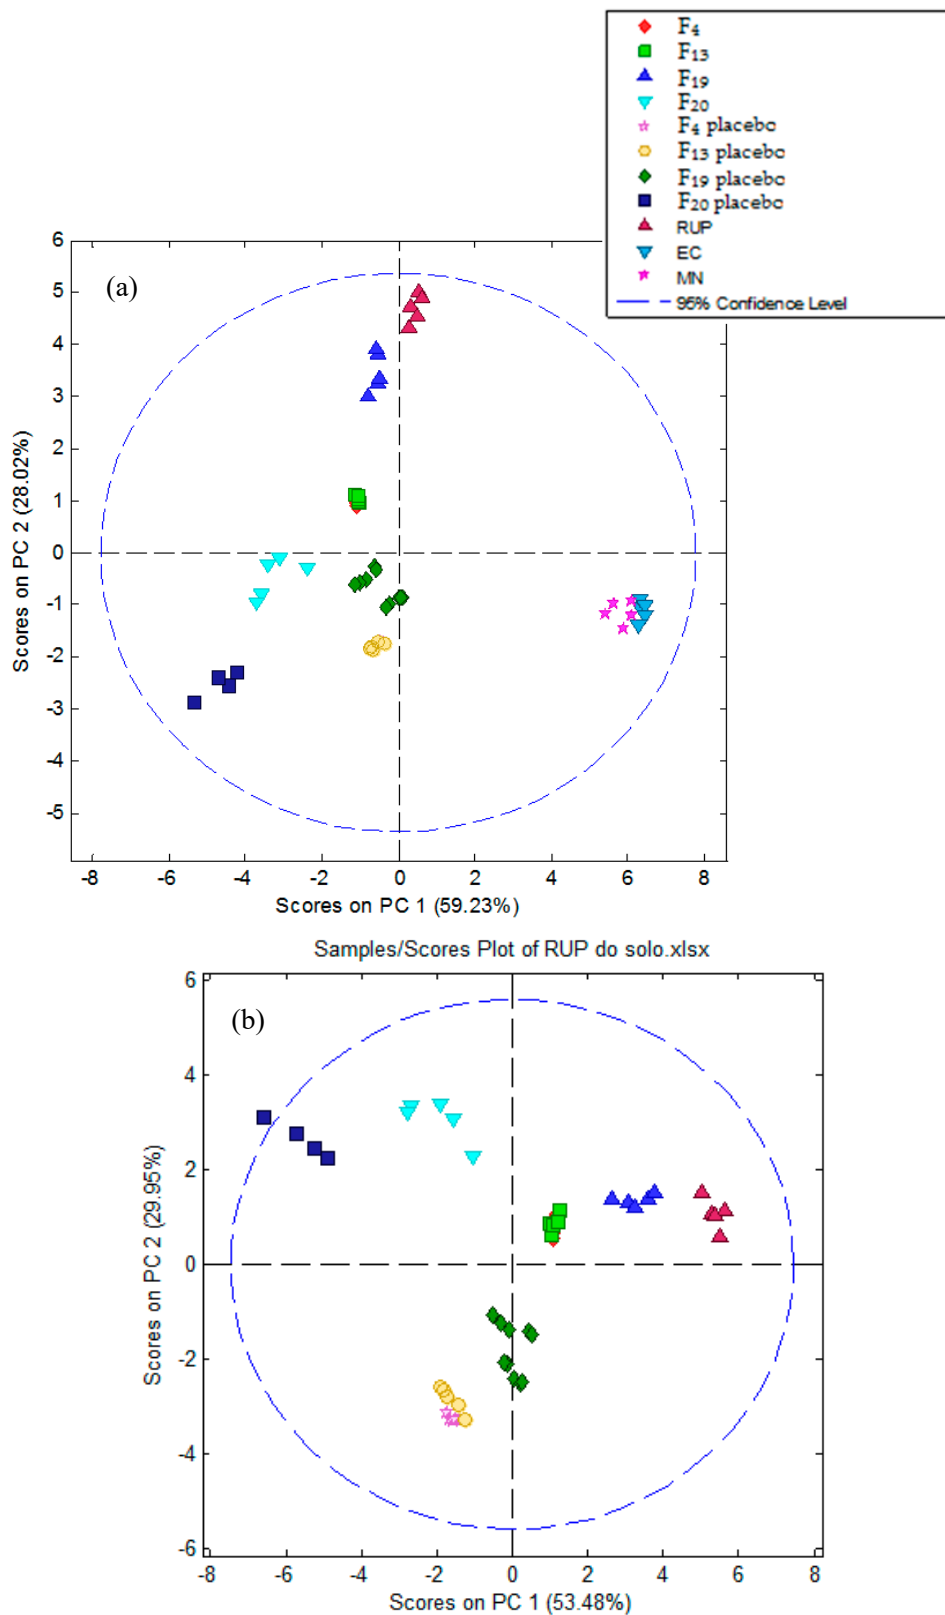 F4
F13
F19
F20
F4 placebo
F13 placebo
F19 placebo
F20 placebo
RUP
EC
MN
95% Confidence Level
(a)
6
5
4
3
2
1
0
-1
-2
-3
-4
-5
Scores on PC 2 (28.02%)
-8 -6 -4 -2 0 2 4 6 8
Scores on PC 1 (59.23%)
Samples/Scores Plot of RUP do solo.xlsx
(b)
6
4
2
0
-2
-4
-6
Scores on PC 2 (29.95%)
-8 -6 -4 -2 0 2 4 6 8
Scores on PC 1 (53.48%)